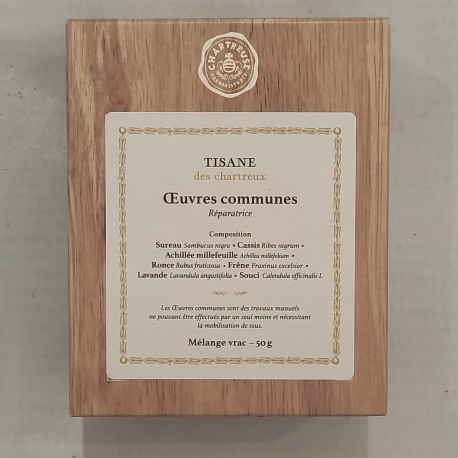 CHARTREUSE
HERBORISTERIE
TISANE
des chartreux
Œuvres communes
Réparatrice
Composition
Sureau Sambucus nigra • Cassis Ribes nigrum •
Achillée millefeuille Achillea millefolium •
Ronce Rubus fruticosus • Frêne Fraxinus excelsior •
Lavande Lavandula angustifolia • Souci Calendula officinalis L
Les Œuvres communes sont des travaux manuels
ne pouvant être effectués par un seul moine et nécessitant
la mobilisation de tous.
Mélange vrac – 50 g